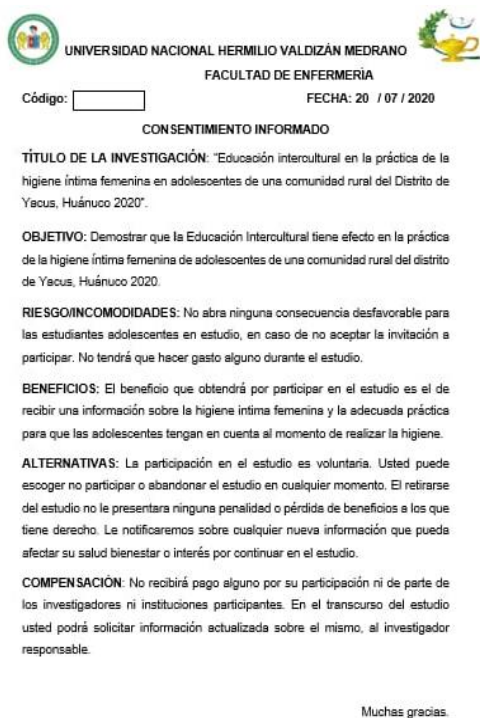 UNIVERSIDAD NACIONAL HERMILIO VALDIZÁN MEDRANO
FACULTAD DE ENFERMERÌA
Código:
FECHA: 20 / 07 / 2020
CONSENTIMIENTO INFORMADO
TÍTULO DE LA INVESTIGACIÓN: "Educación intercultural en la práctica de la
higiene íntima femenina en adolescentes de una comunidad rural del Distrito de
Yacus, Huánuco 2020".
OBJETIVO: Demostrar que la Educación Intercultural tiene efecto en la práctica
de la higiene íntima femenina de adolescentes de una comunidad rural del distrito
de Yacus, Huánuco 2020.
RIESGO/INCOMODIDADES: No abra ninguna consecuencia desfavorable para
las estudiantes adolescentes en estudio, en caso de no aceptar la invitación a
participar. No tendrá que hacer gasto alguno durante el estudio.
BENEFICIOS: El beneficio que obtendrá por participar en el estudio es el de
recibir una información sobre la higiene intima femenina y la adecuada práctica
para que las adolescentes tengan en cuenta al momento de realizar la higiene.
ALTERNATIVAS: La participación en el estudio es voluntaria. Usted puede
escoger no participar o abandonar el estudio en cualquier momento. El retirarse
del estudio no le presentara ninguna penalidad o pérdida de beneficios a los que
tiene derecho. Le notificaremos sobre cualquier nueva información que pueda
afectar su salud bienestar o interés por continuar en el estudio.
COMPENSACIÓN: No recibirá pago alguno por su participación ni de parte de
los investigadores ni instituciones participantes. En el transcurso del estudio
usted podrá solicitar información actualizada sobre el mismo, al investigador
responsable.
Muchas gracias.